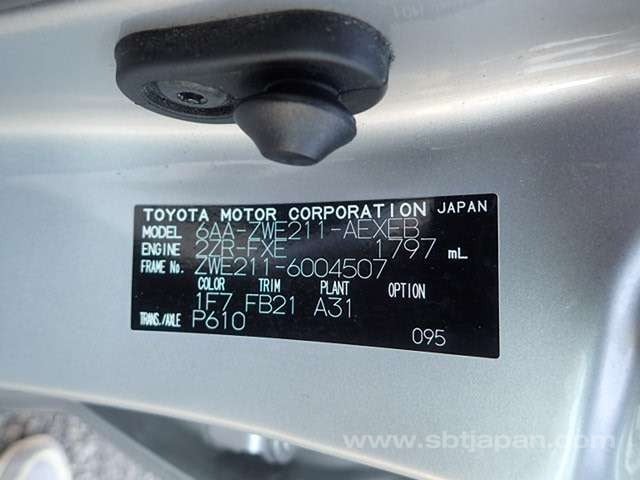 TOYOTA MOTOR CORPORATION JAPAN
MODEL 6AA-ZWE211-AEXEB
ENGINE 2ZR-FXE 1797 mL
FRAME No. ZWE211-6004507
COLOR TRIM PLANT OPTION
1F7 FB21 A31
TRANS./AXLE P610
095
www.sbtjapan.com